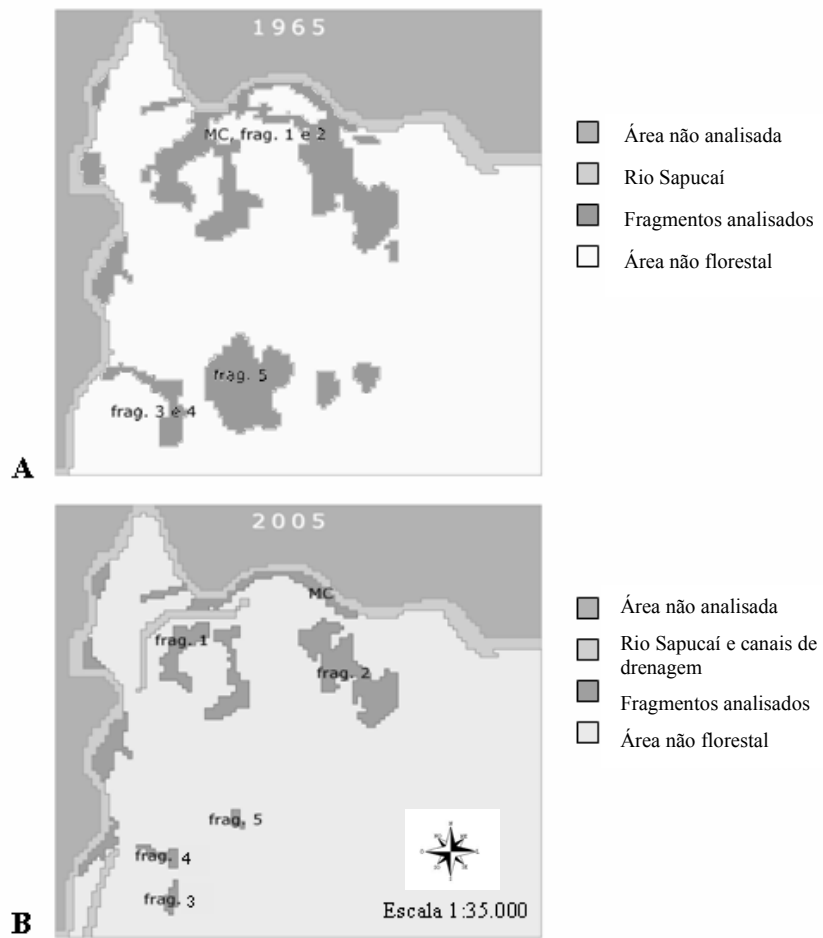 1965
MC, frag. 1 e 2
frag. 5
frag. 3 e 4
A
Área não analisada
Rio Sapucaí
Fragmentos analisados
Área não florestal
2005
MC
frag. 1
frag. 2
frag. 5
frag. 4
frag. 3
Escala 1:35.000
B
Área não analisada
Rio Sapucaí e canais de
drenagem
Fragmentos analisados
Área não florestal